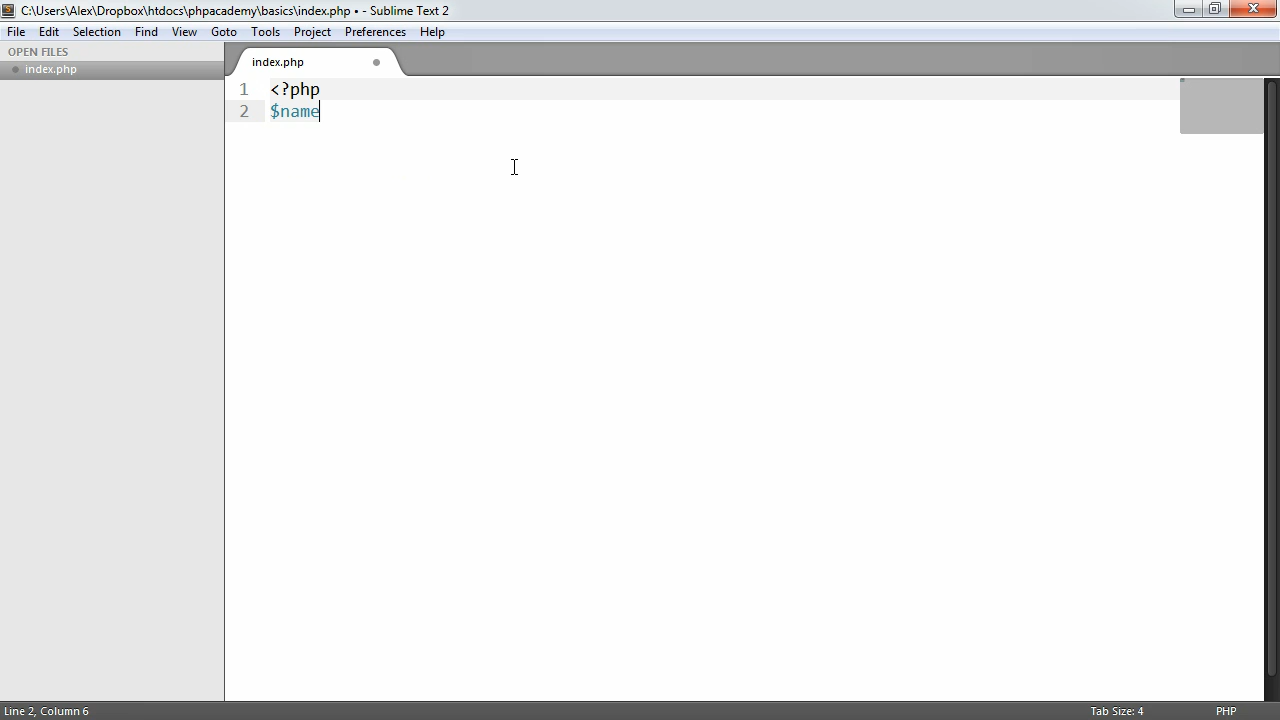 C:\Users\Alex\Dropbox\htdocs\phpacademy\basics\index.php • - Sublime Text 2
File Edit Selection Find View Goto Tools Project Preferences Help
OPEN FILES
index.php
index.php
1 <?php
2 $name
Line 2, Column 6
Tab Size: 4
PHP